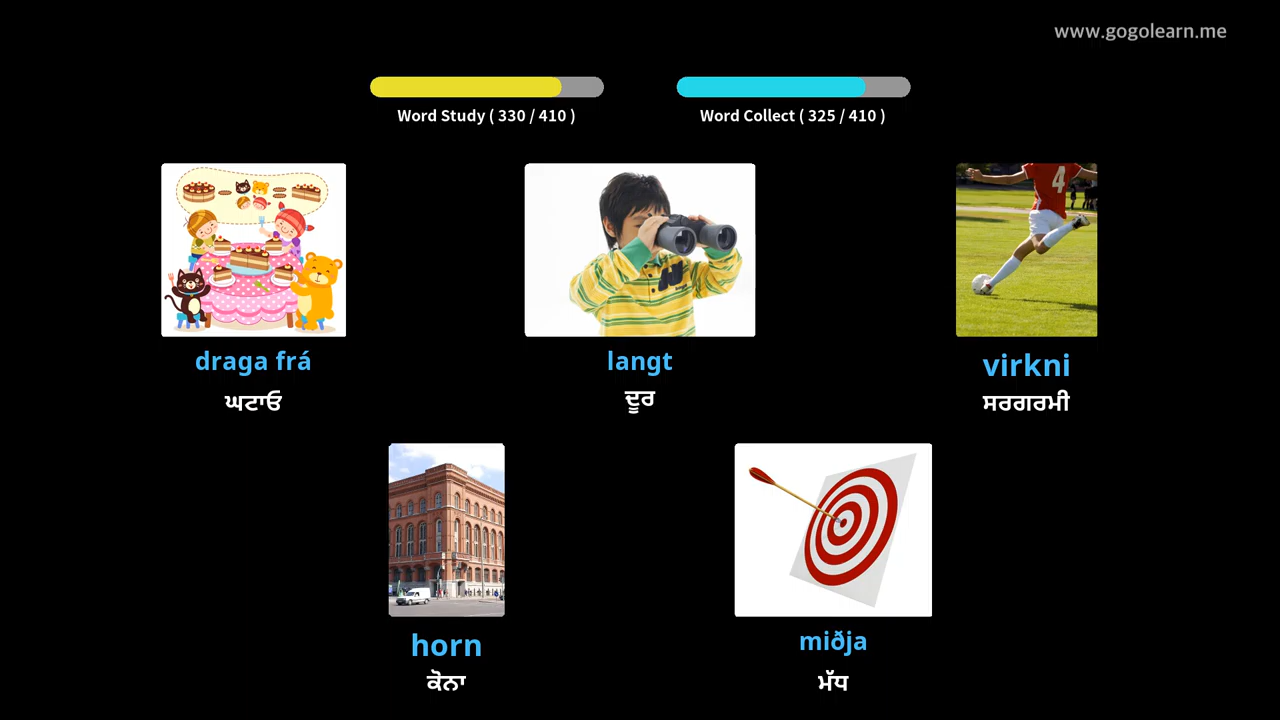 www.gogolearn.me
Word Study ( 330 / 410 )
Word Collect ( 325 / 410 )
4
draga frá
langt
virkni
ਘਟਾਓ
ਦੂਰ
ਸਰਗਰਮੀ
horn
miðja
ਕੋਨਾ
ਮੱਧ